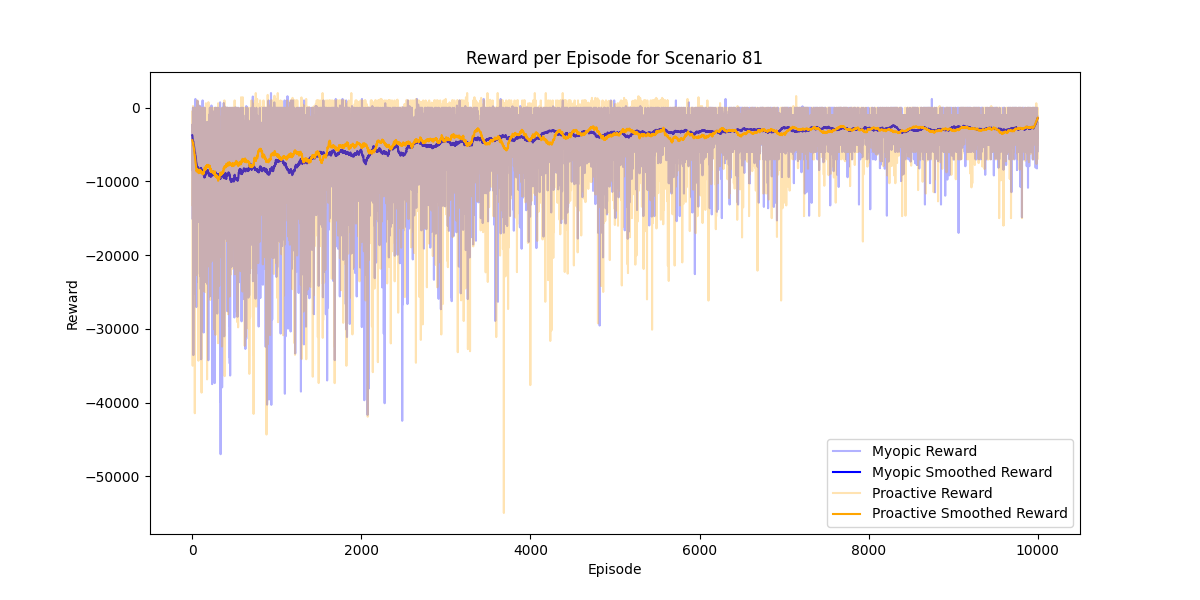 Reward per Episode for Scenario 81
0
−10000
−20000
−30000
−40000
−50000
Reward
0 2000 4000 6000 8000 10000
Episode
Myopic Reward
Myopic Smoothed Reward
Proactive Reward
Proactive Smoothed Reward